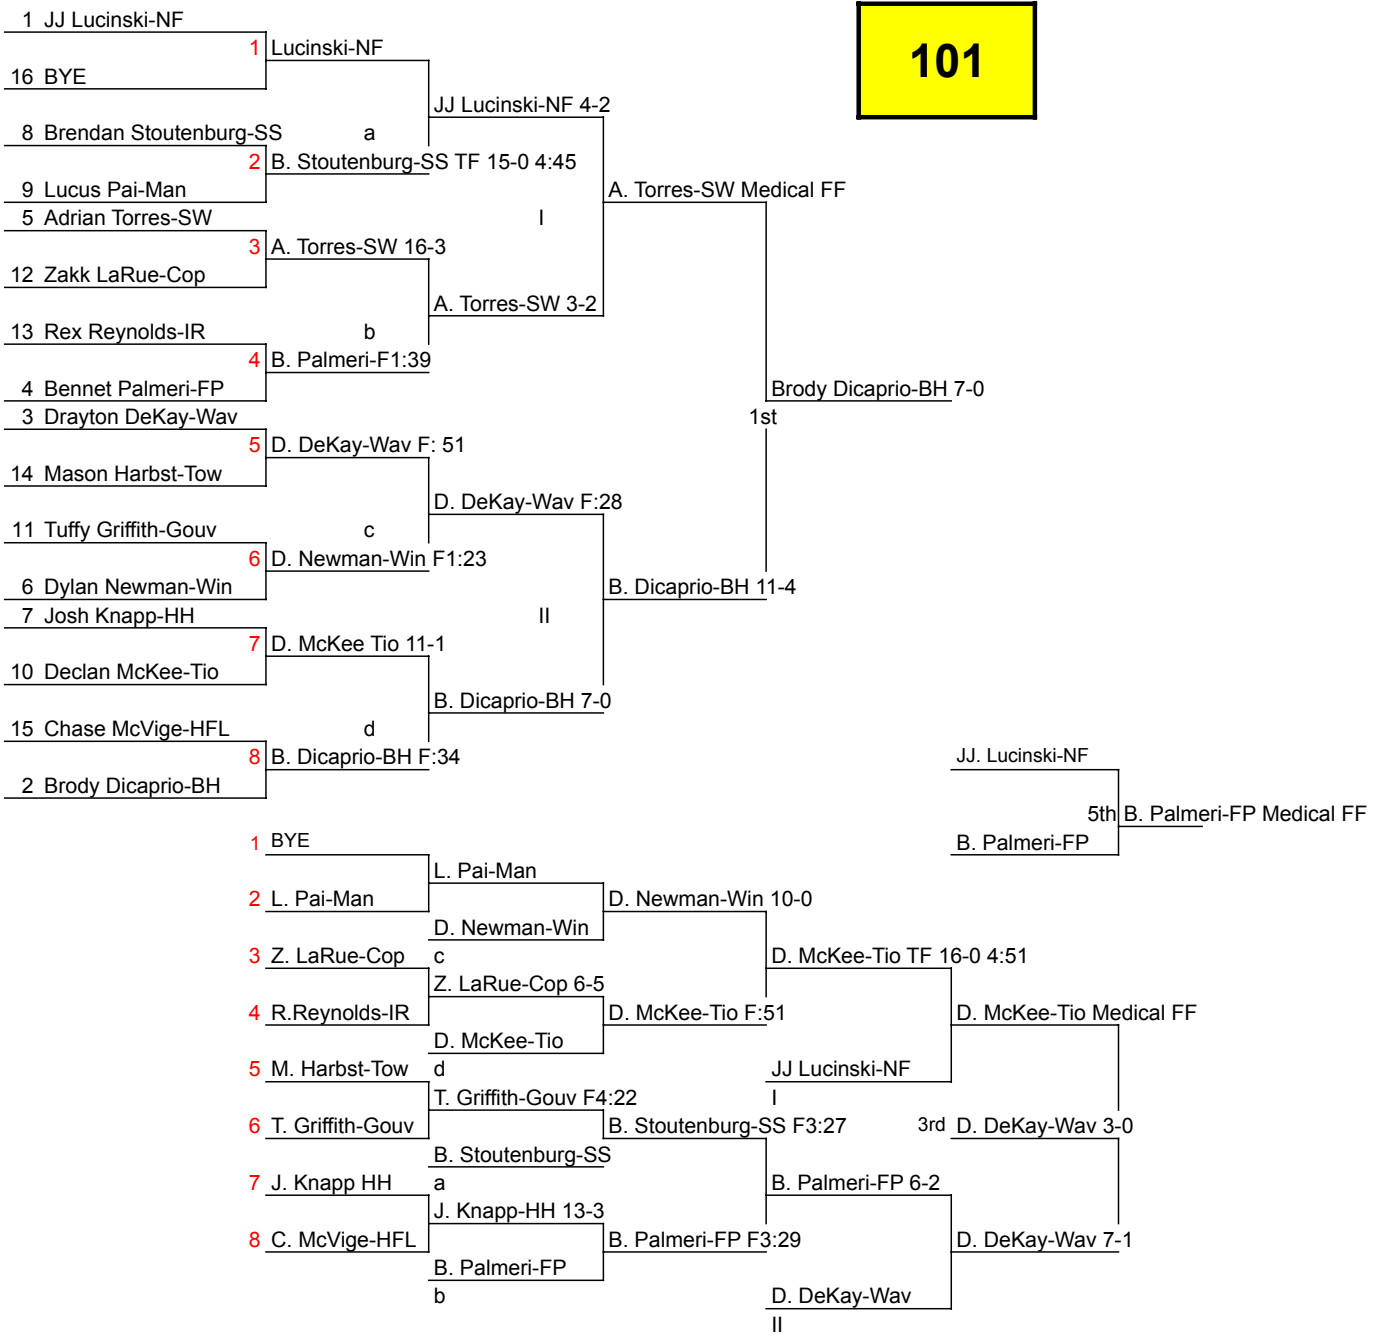 1 JJ Lucinski-NF
101
1 Lucinski-NF
16 BYE
JJ Lucinski-NF 4-2
8 Brendan Stoutenburg-SS a
2 B. Stoutenburg-SS TF 15-0 4:45
9 Lucus Pai-Man
A. Torres-SW Medical FF
5 Adrian Torres-SW I
3 A. Torres-SW 16-3
12 Zakk LaRue-Cop
A. Torres-SW 3-2
13 Rex Reynolds-IR b
4 B. Palmeri-F1:39
4 Bennet Palmeri-FP
Brody Dicaprio-BH 7-0
3 Drayton DeKay-Wav
1st
5 D. DeKay-Wav F: 51
14 Mason Harbst-Tow
D. DeKay-Wav F:28
11 Tuffy Griffith-Gouv c
6 D. Newman-Win F1:23
6 Dylan Newman-Win
B. Dicaprio-BH 11-4
7 Josh Knapp-HH II
7 D. McKee Tio 11-1
10 Declan McKee-Tio
B. Dicaprio-BH 7-0
15 Chase McVige-HFL d
8 B. Dicaprio-BH F:34
JJ. Lucinski-NF
2 Brody Dicaprio-BH
5th B. Palmeri-FP Medical FF
1 BYE
B. Palmeri-FP
L. Pai-Man
2 L. Pai-Man
D. Newman-Win 10-0
D. Newman-Win
3 Z. LaRue-Cop c
D. McKee-Tio TF 16-0 4:51
Z. LaRue-Cop 6-5
4 R.Reynolds-IR
D. McKee-Tio F:51
D. McKee-Tio Medical FF
D. McKee-Tio
5 M. Harbst-Tow d
JJ Lucinski-NF
T. Griffith-Gouv F4:22
I
6 T. Griffith-Gouv
B. Stoutenburg-SS F3:27
3rd D. DeKay-Wav 3-0
B. Stoutenburg-SS
7 J. Knapp HH a
B. Palmeri-FP 6-2
J. Knapp-HH 13-3
8 C. McVige-HFL
B. Palmeri-FP F3:29
D. DeKay-Wav 7-1
B. Palmeri-FP
b
D. DeKay-Wav
II